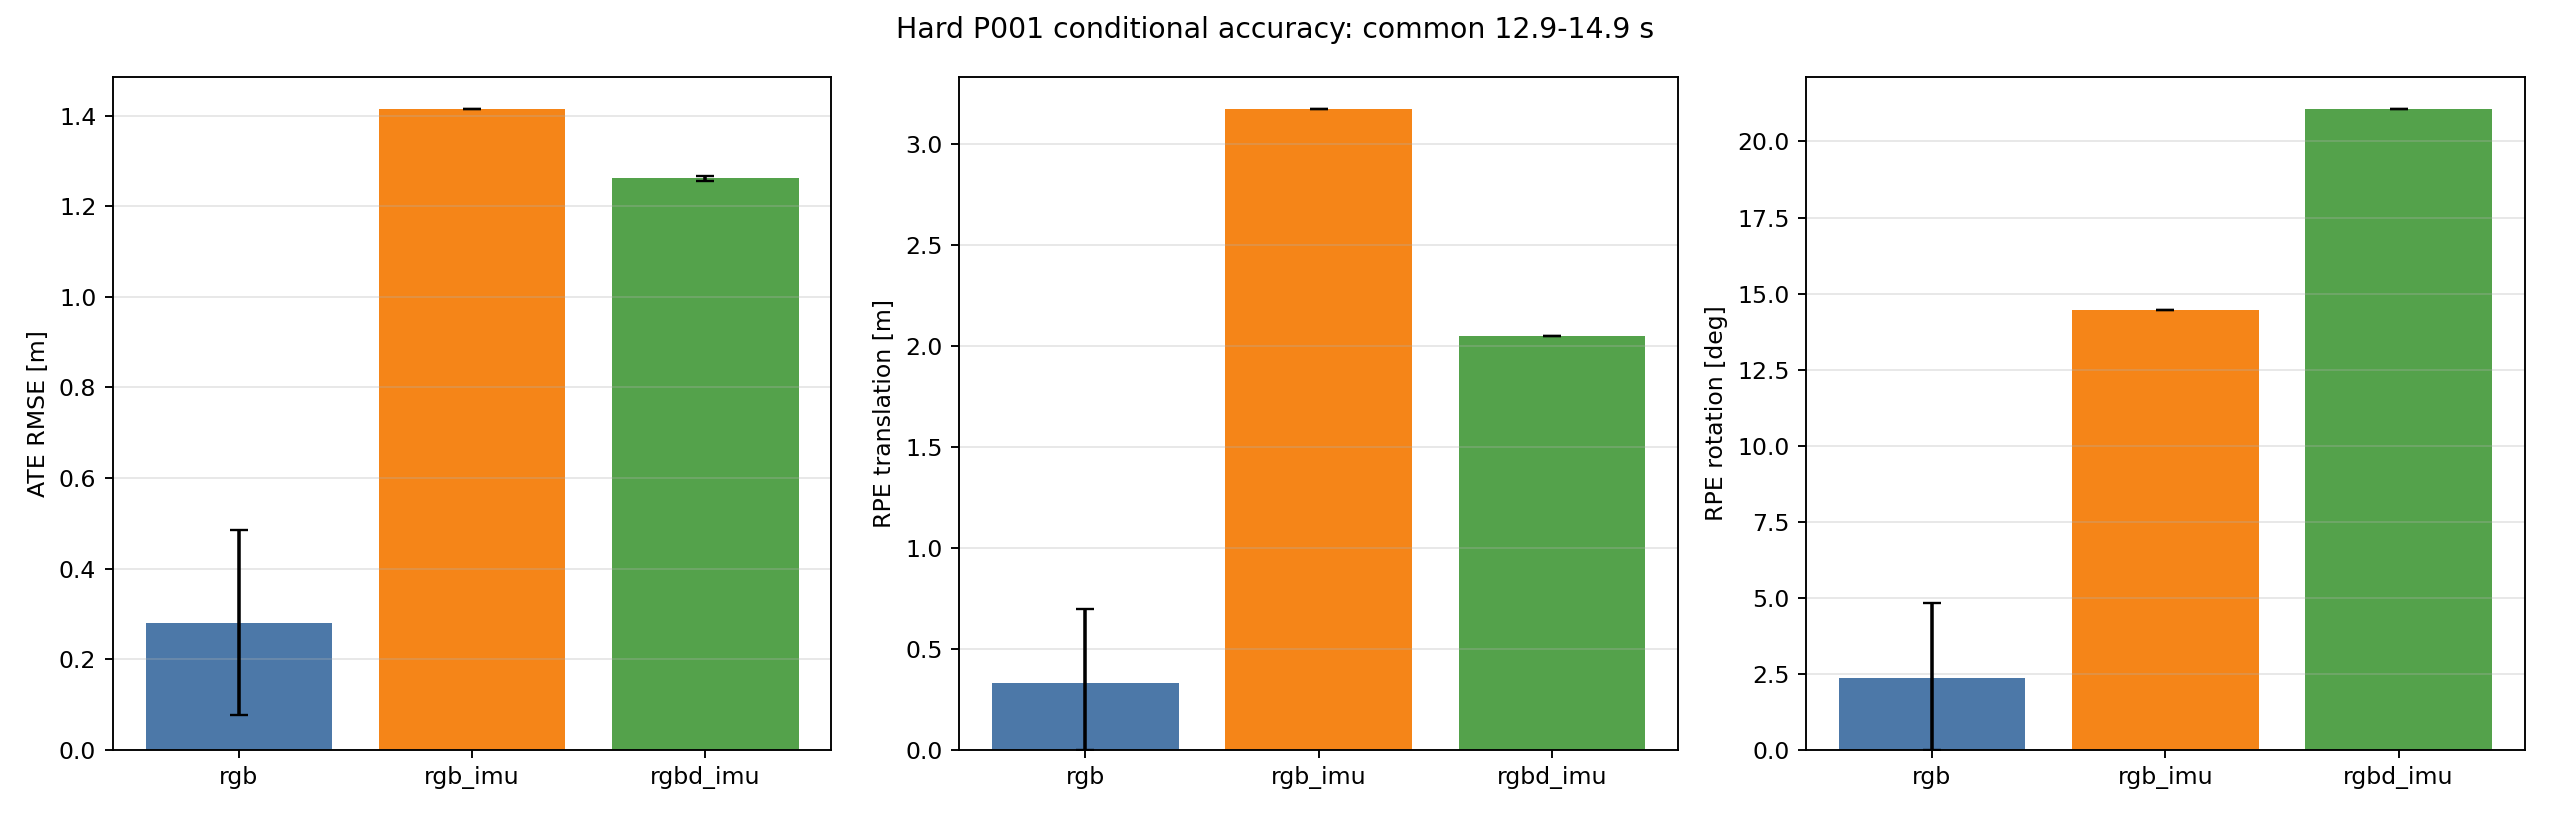 Hard P001 conditional accuracy: common 12.9-14.9 s
ATE RMSE [m]
1.4
1.2
1.0
0.8
0.6
0.4
0.2
0.0
rgb
rgb_imu
rgbd_imu
RPE translation [m]
3.0
2.5
2.0
1.5
1.0
0.5
0.0
rgb
rgb_imu
rgbd_imu
RPE rotation [deg]
20.0
17.5
15.0
12.5
10.0
7.5
5.0
2.5
0.0
rgb
rgb_imu
rgbd_imu